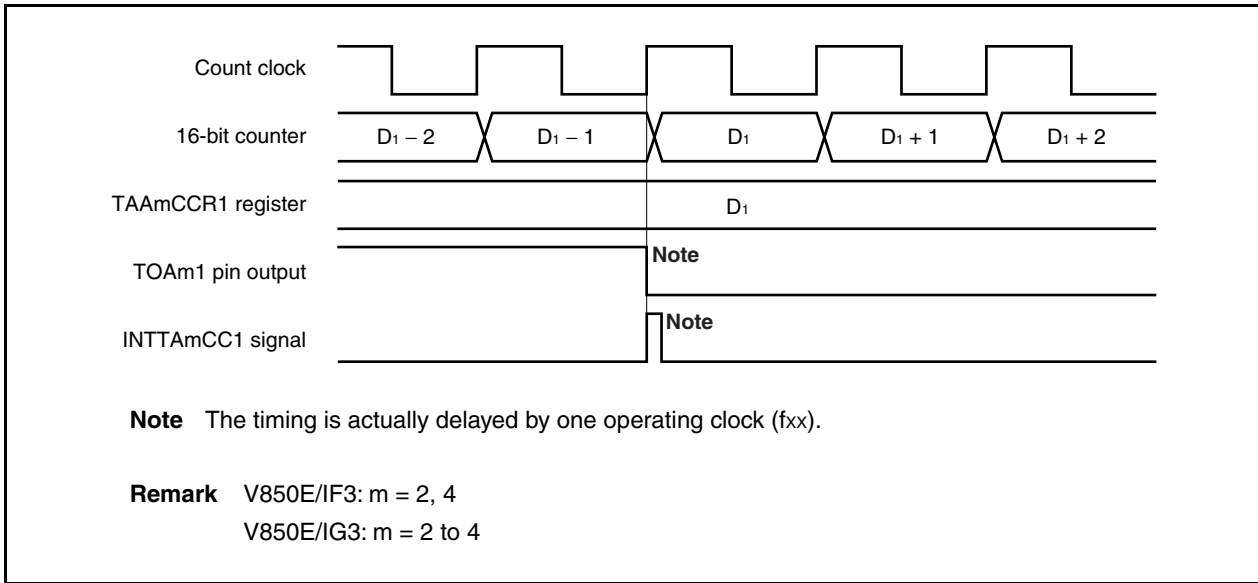 Count clock
16-bit counter
D1 – 2
D1 – 1
D1
D1 + 1
D1 + 2
TAAmCCR1 register
D1
TOAm1 pin output
Note
INTTAmCC1 signal
Note
Note The timing is actually delayed by one operating clock (fxx).
Remark V850E/IF3: m = 2, 4
V850E/IG3: m = 2 to 4